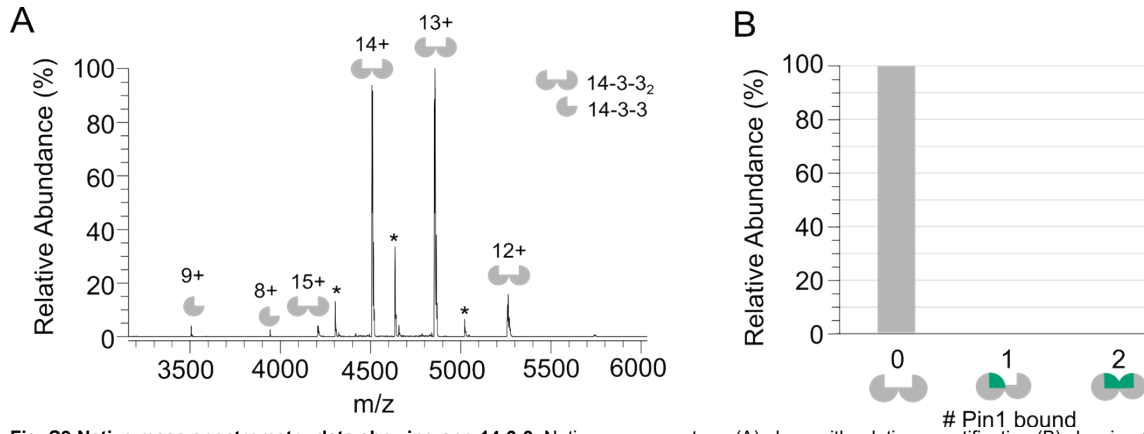 A
B
13+
14+
14-3-3₂
14-3-3
9+
8+
15+
*
*
*
12+
Relative Abundance (%)
100
80
60
40
20
0
3500 4000 4500 5000 5500 6000
m/z
Relative Abundance (%)
100
80
60
40
20
0
0 1 2
# Pin1 bound